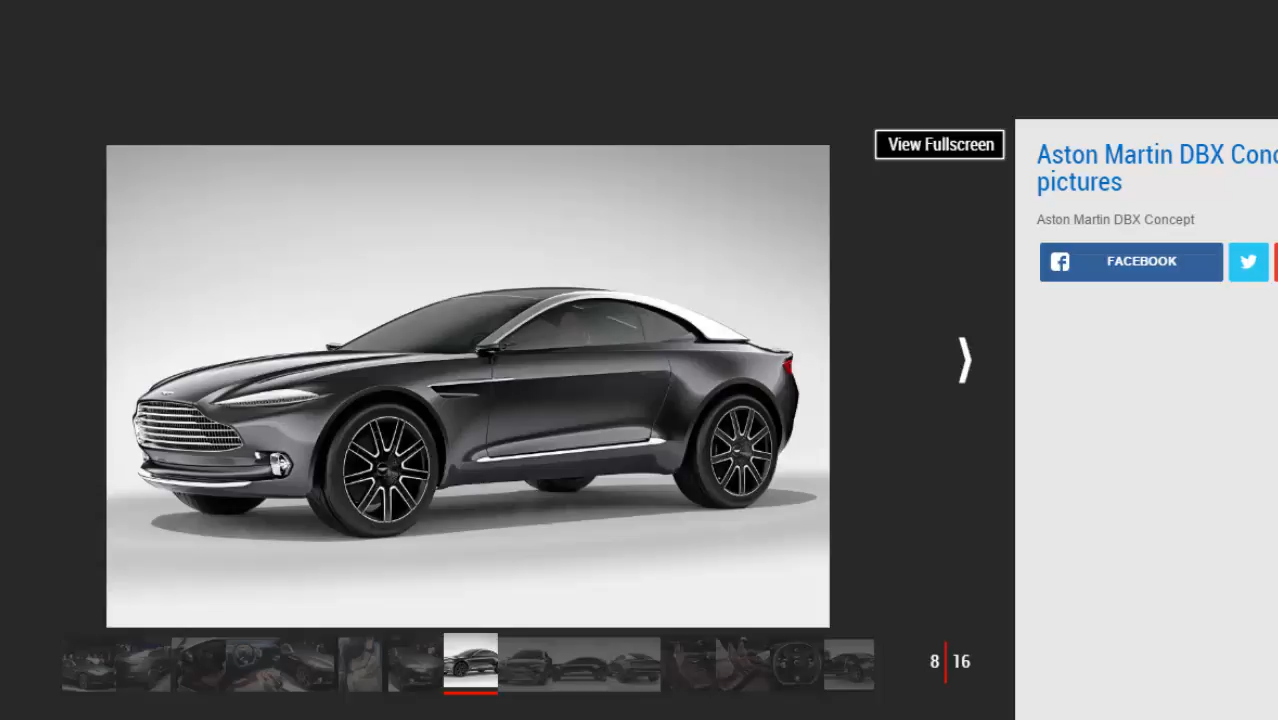 View Fullscreen
Aston Martin DBX Conc
pictures
Aston Martin DBX Concept
FACEBOOK
8 16